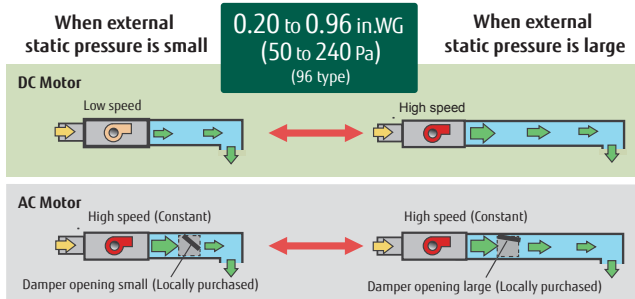 When external
static pressure is small
0.20 to 0.96 in.WG
(50 to 240 Pa)
(96 type)
When external
static pressure is large
DC Motor
Low speed
High speed
AC Motor
High speed (Constant)
High speed (Constant)
Damper opening small (Locally purchased)
Damper opening large (Locally purchased)